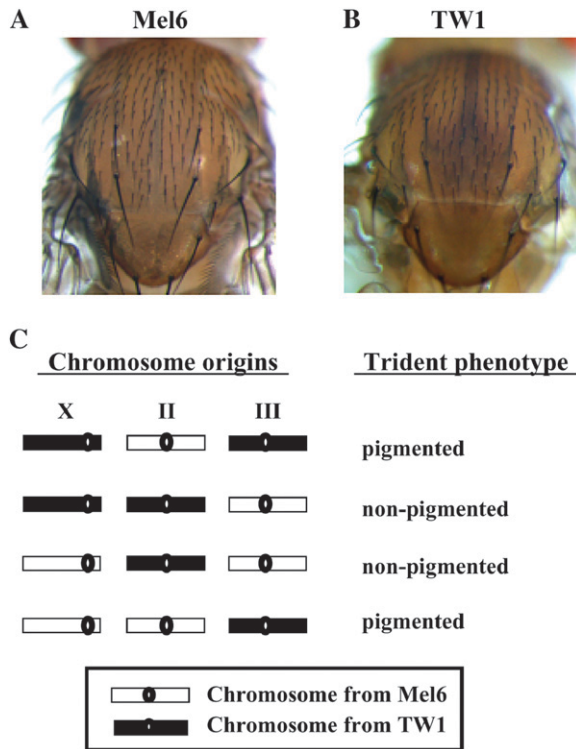 A Mel6 B TW1
C
Chromosome origins Trident phenotype
X II III
pigmented
non-pigmented
non-pigmented
pigmented
Chromosome from Mel6
Chromosome from TW1